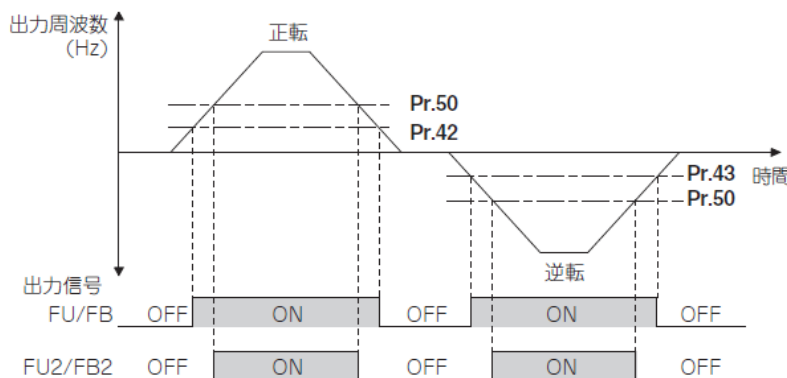 出力周波数
(Hz)
正転
Pr.50
Pr.42
Pr.43
時間
Pr.50
逆転
出力信号
FU/FB OFF ON OFF ON OFF
FU2/FB2 OFF ON OFF ON OFF